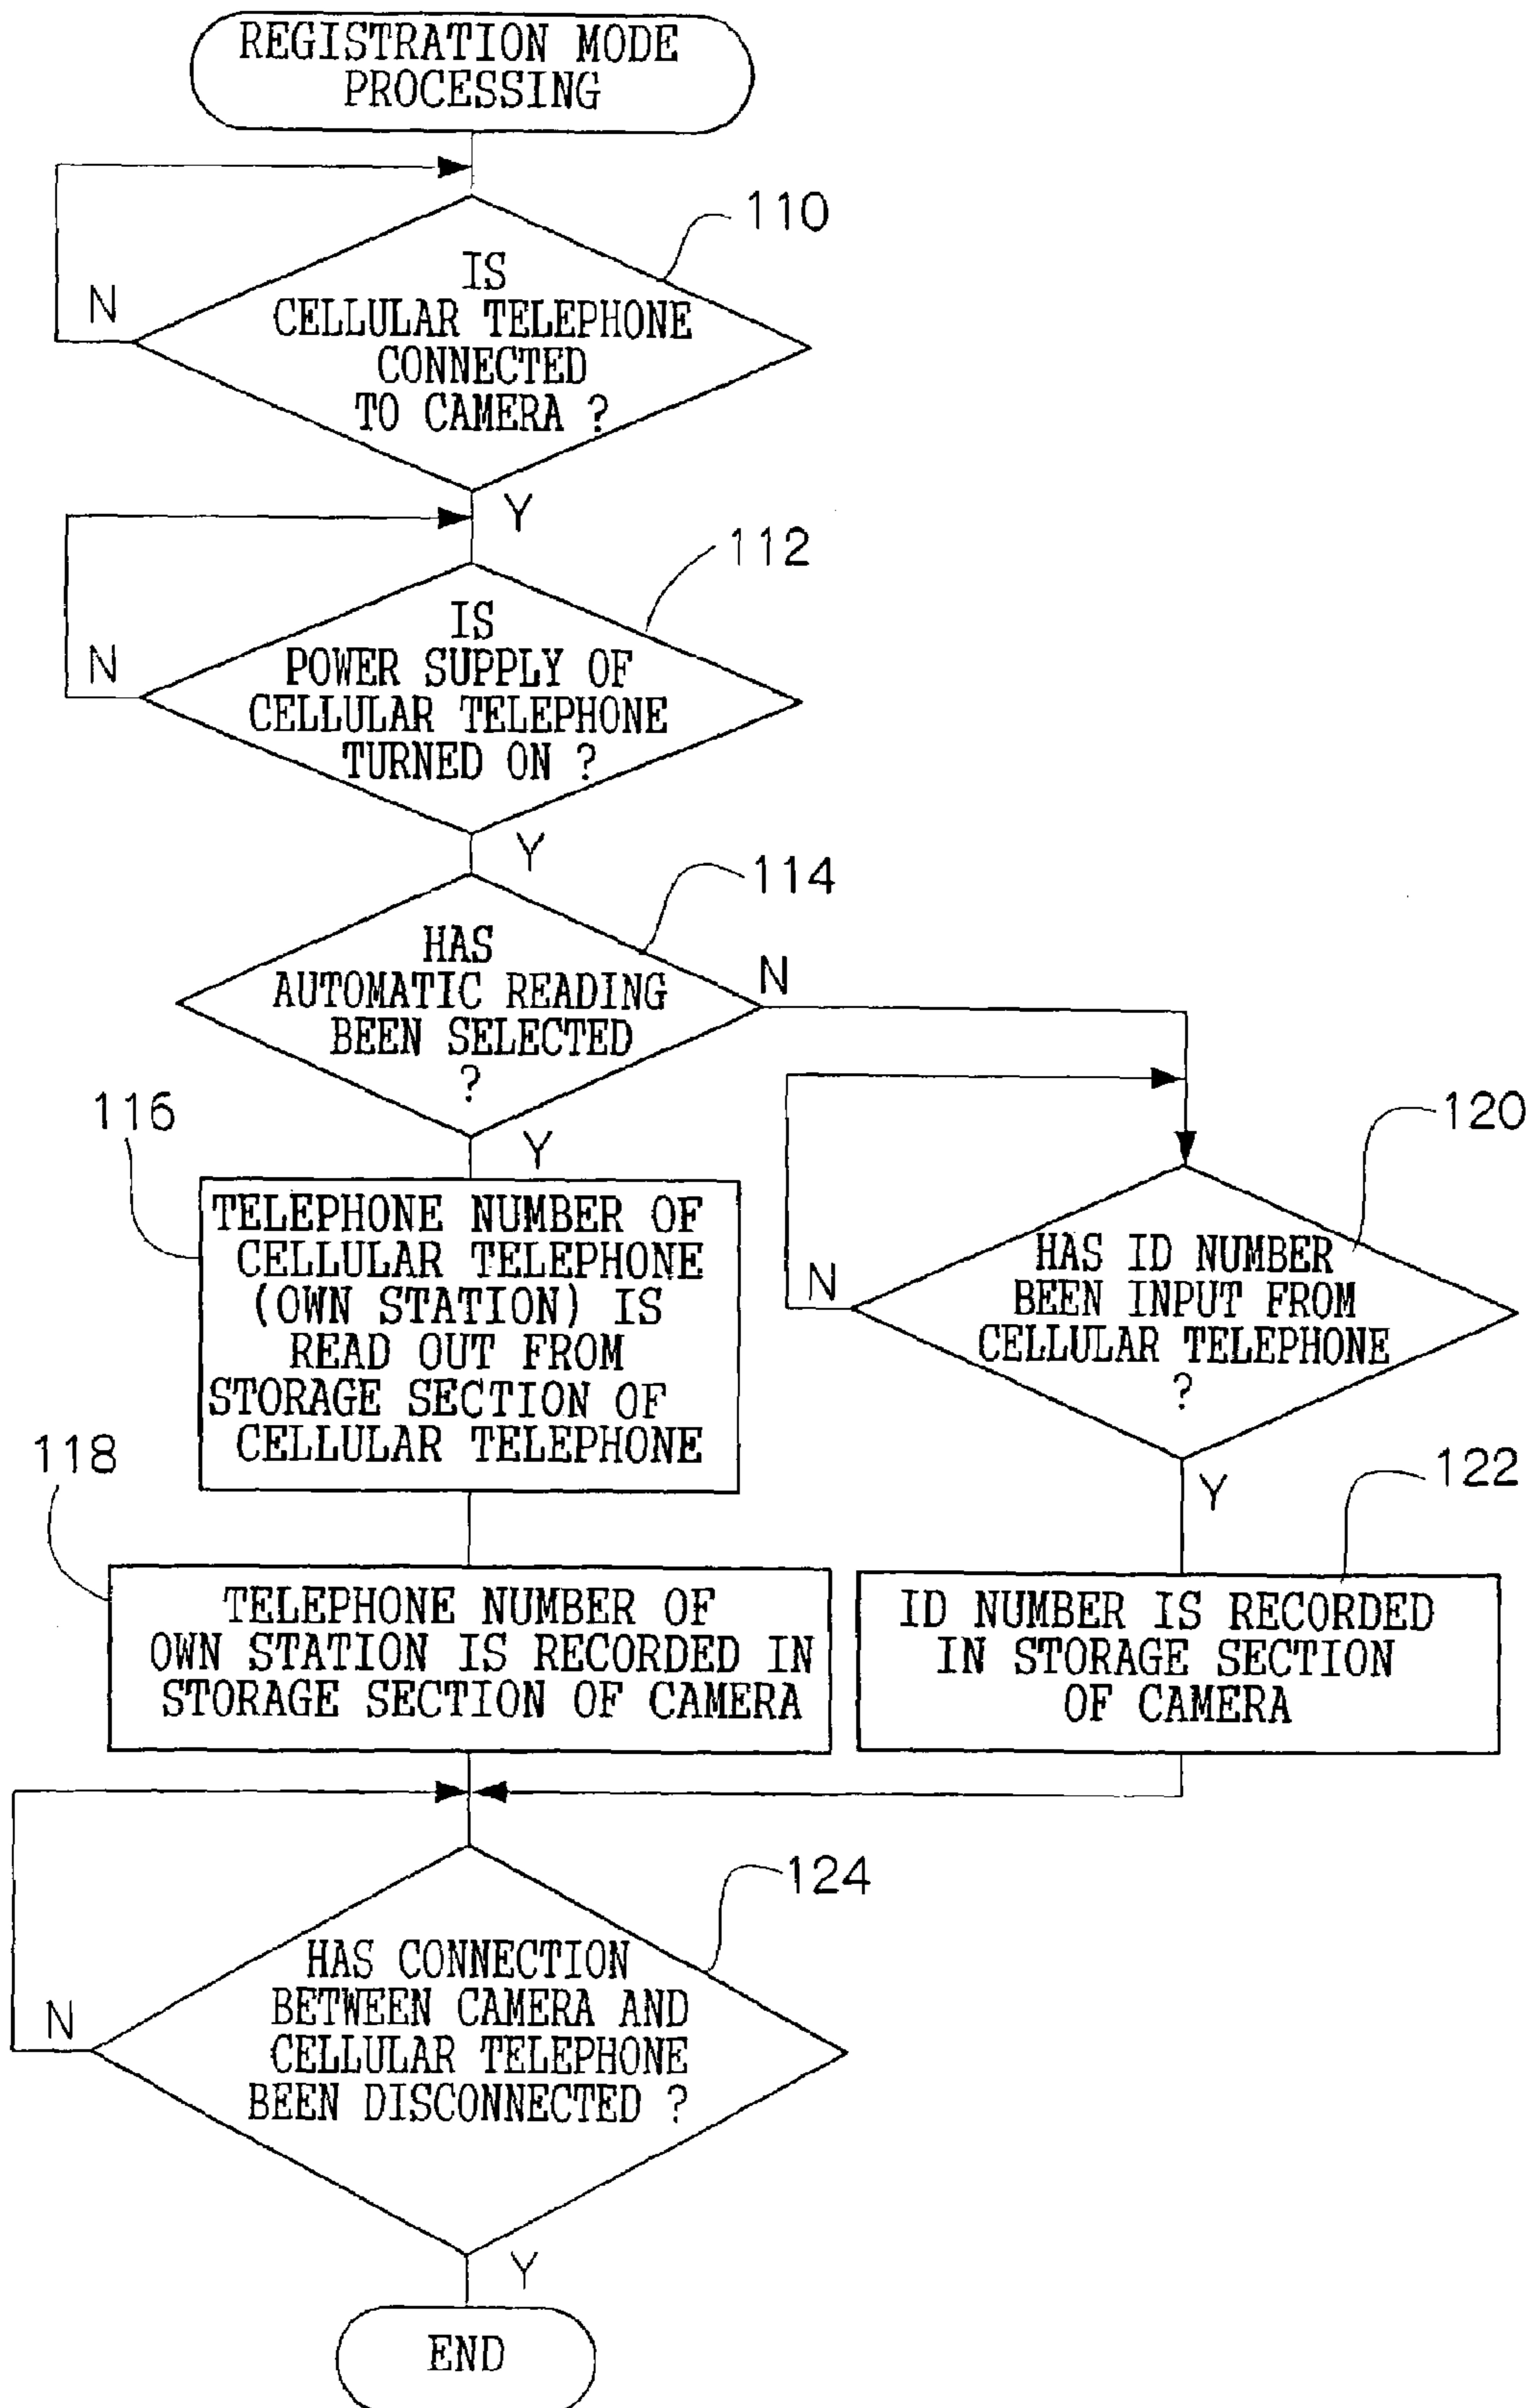 REGISTRATION MODE
PROCESSING
110
IS
CELLULAR TELEPHONE
CONNECTED
TO CAMERA ?
N
Y
112
IS
POWER SUPPLY OF
CELLULAR TELEPHONE
TURNED ON ?
N
Y
114
HAS
AUTOMATIC READING
BEEN SELECTED
?
N
Y
116
TELEPHONE NUMBER OF
CELLULAR TELEPHONE
(OWN STATION) IS
READ OUT FROM
STORAGE SECTION OF
CELLULAR TELEPHONE
118
TELEPHONE NUMBER OF
OWN STATION IS RECORDED IN
STORAGE SECTION OF CAMERA
120
HAS ID NUMBER
BEEN INPUT FROM
CELLULAR TELEPHONE
?
N
Y
122
ID NUMBER IS RECORDED
IN STORAGE SECTION
OF CAMERA
124
HAS CONNECTION
BETWEEN CAMERA AND
CELLULAR TELEPHONE
BEEN DISCONNECTED ?
N
Y
END